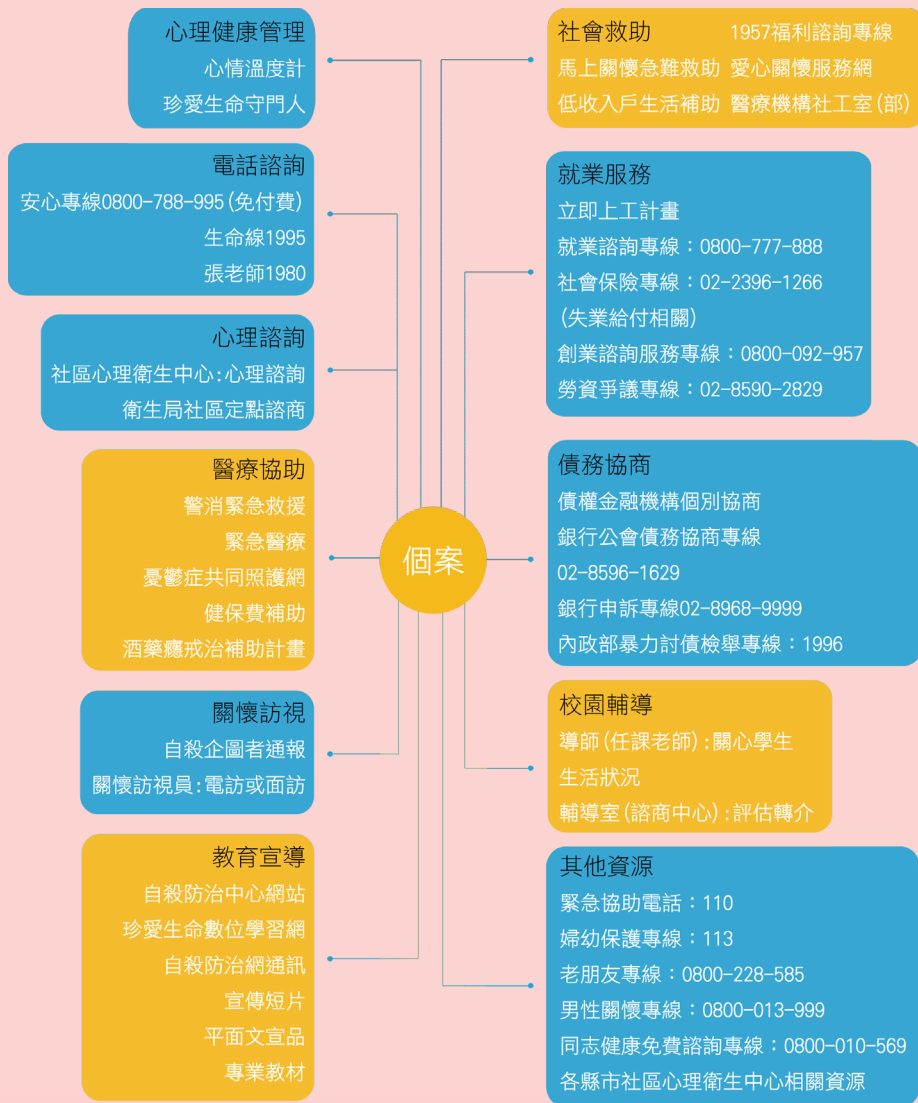 心理健康管理
心情溫度計
珍愛生命守門人
電話諮詢
安心專線0800-788-995(免付費)
生命線1995
張老師1980
心理諮詢
社區心理衛生中心:心理諮詢
衛生局社區定點諮商
醫療協助
警消緊急救援
緊急醫療
憂鬱症共同照護網
健保費補助
酒藥癮戒治補助計畫
關懷訪視
自殺企圖者通報
關懷訪視員:電訪或面訪
教育宣導
自殺防治中心網站
珍愛生命數位學習網
自殺防治網通訊
宣傳短片
平面文宣品
專業教材
個案
社會救助 1957福利諮詢專線
馬上關懷急難救助 愛心關懷服務網
低收入戶生活補助 醫療機構社工室(部)
就業服務
立即上工計畫
就業諮詢專線：0800-777-888
社會保險專線：02-2396-1266
(失業給付相關)
創業諮詢服務專線：0800-092-957
勞資爭議專線：02-8590-2829
債務協商
債權金融機構個別協商
銀行公會債務協商專線
02-8596-1629
銀行申訴專線02-8968-9999
內政部暴力討債檢舉專線：1996
校園輔導
導師(任課老師):關心學生
生活狀況
輔導室(諮商中心):評估轉介
其他資源
緊急協助電話：110
婦幼保護專線：113
老朋友專線：0800-228-585
男性關懷專線：0800-013-999
同志健康免費諮詢專線：0800-010-569
各縣市社區心理衛生中心相關資源